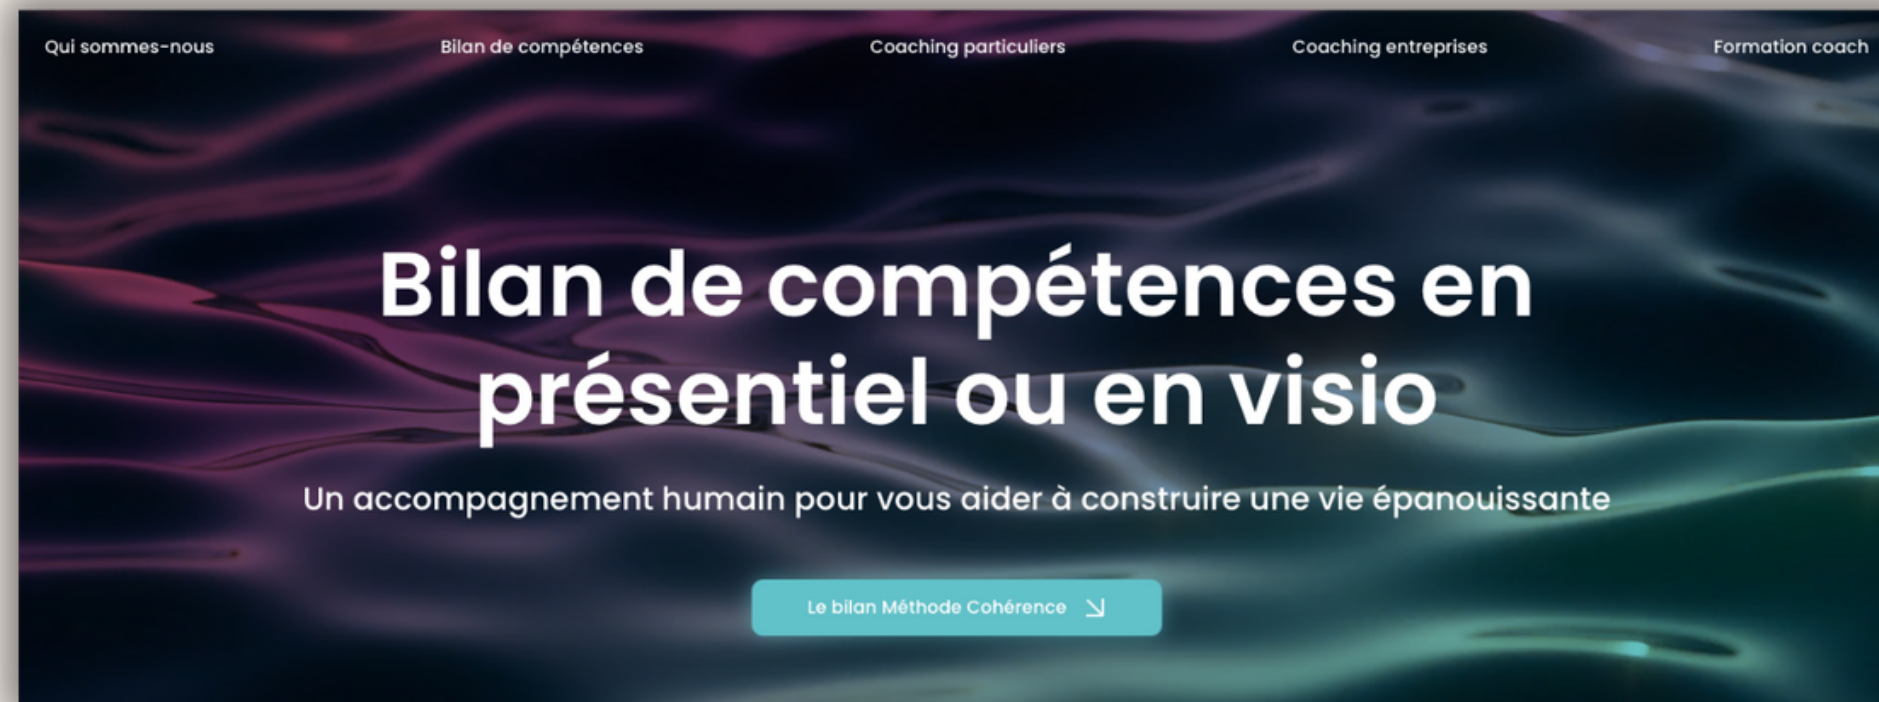 Qui sommes-nous
Bilan de compétences
Coaching particuliers
Coaching entreprises
Formation coach
Bilan de compétences en
présentiel ou en visio
Un accompagnement humain pour vous aider à construire une vie épanouissante
Le bilan Méthode Cohérence